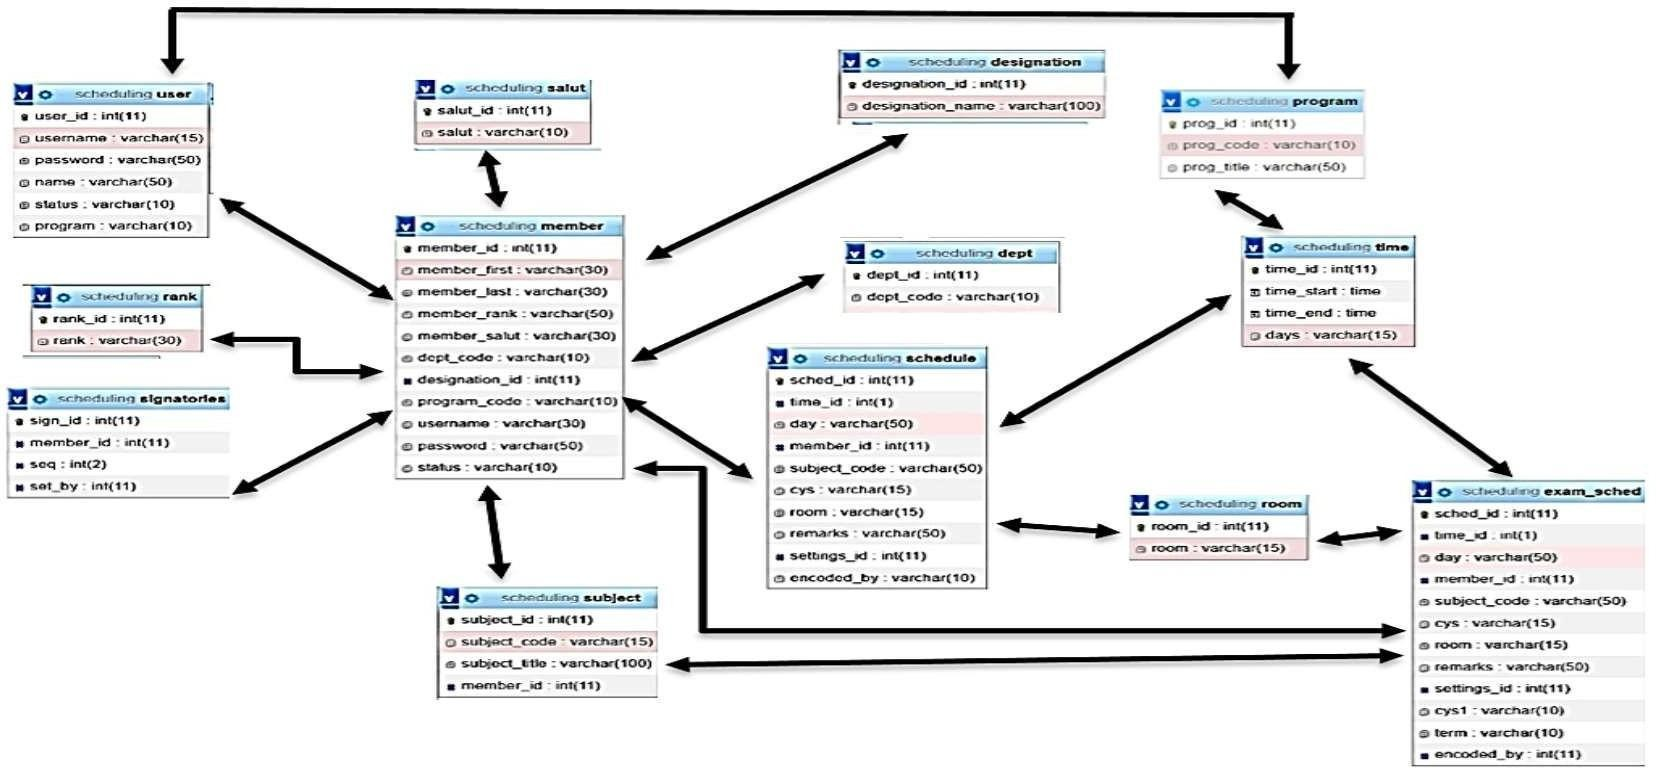 scheduling user
user_id : int(11)
username : varchar(15)
password : varchar(50)
name : varchar(50)
status : varchar(10)
program : varchar(10)
scheduling salut
salut_id : int(11)
salut : varchar(10)
scheduling designation
designation_id : int(11)
designation_name : varchar(100)
scheduling program
prog_id : int(11)
prog_code : varchar(10)
prog_title : varchar(50)
scheduling rank
rank_id : int(11)
rank : varchar(30)
scheduling member
member_id : int(11)
member_first : varchar(30)
member_last : varchar(30)
member_rank : varchar(50)
member_salut : varchar(30)
dept_code : varchar(10)
designation_id : int(11)
program_code : varchar(10)
username : varchar(30)
password : varchar(50)
status : varchar(10)
scheduling dept
dept_id : int(11)
dept_code : varchar(10)
scheduling time
time_id : int(11)
time_start : time
time_end : time
days : varchar(15)
scheduling signatories
sign_id : int(11)
member_id : int(11)
seq : int(2)
set_by : int(11)
scheduling schedule
sched_id : int(11)
time_id : int(1)
day : varchar(50)
member_id : int(11)
subject_code : varchar(50)
cys : varchar(15)
room : varchar(15)
remarks : varchar(50)
settings_id : int(11)
encoded_by : varchar(10)
scheduling room
room_id : int(11)
room : varchar(15)
scheduling exam_sched
sched_id : int(11)
time_id : int(1)
day : varchar(50)
member_id : int(11)
subject_code : varchar(50)
cys : varchar(15)
room : varchar(15)
remarks : varchar(50)
settings_id : int(11)
cys1 : varchar(10)
term : varchar(10)
encoded_by : int(11)
scheduling subject
subject_id : int(11)
subject_code : varchar(15)
subject_title : varchar(100)
member_id : int(11)